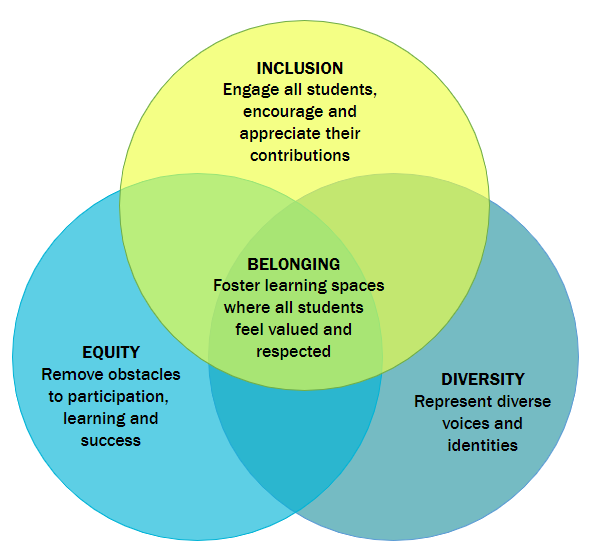 INCLUSION
Engage all students,
encourage and
appreciate their
contributions
BELONGING
Foster learning spaces
where all students
feel valued and
respected
EQUITY
Remove obstacles
to participation,
learning and
success
DIVERSITY
Represent diverse
voices and
identities